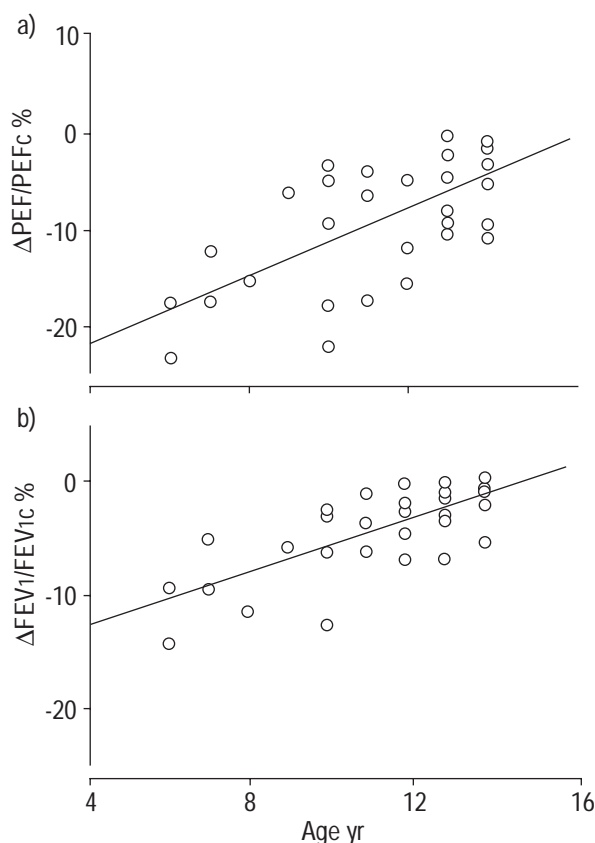 a)
10
0
-10
-20
ΔPEF/PEFC %
b)
0
-10
-20
ΔFEV1/FEV1C %
4
8
12
16
Age yr